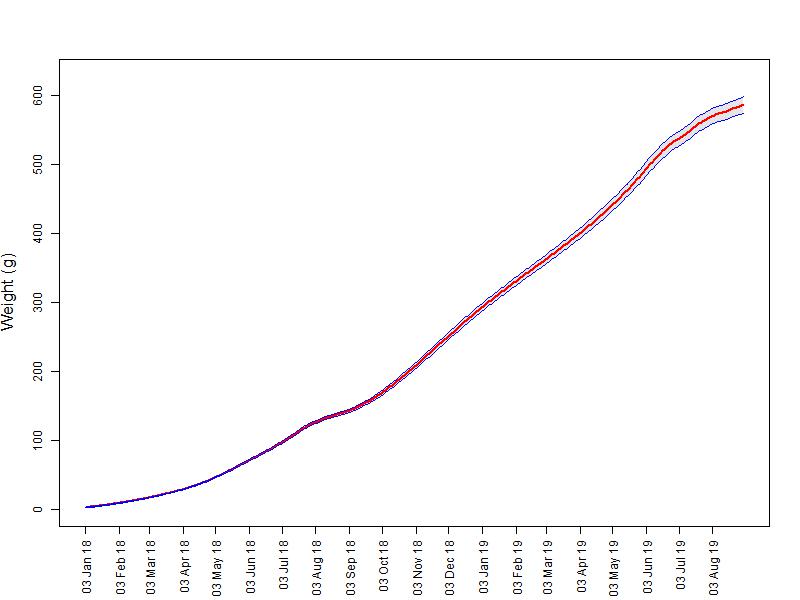 Weight (g)
600
500
400
300
200
100
0
03 Jan 18
03 Feb 18
03 Mar 18
03 Apr 18
03 May 18
03 Jun 18
03 Jul 18
03 Aug 18
03 Sep 18
03 Oct 18
03 Nov 18
03 Dec 18
03 Jan 19
03 Feb 19
03 Mar 19
03 Apr 19
03 May 19
03 Jun 19
03 Jul 19
03 Aug 19